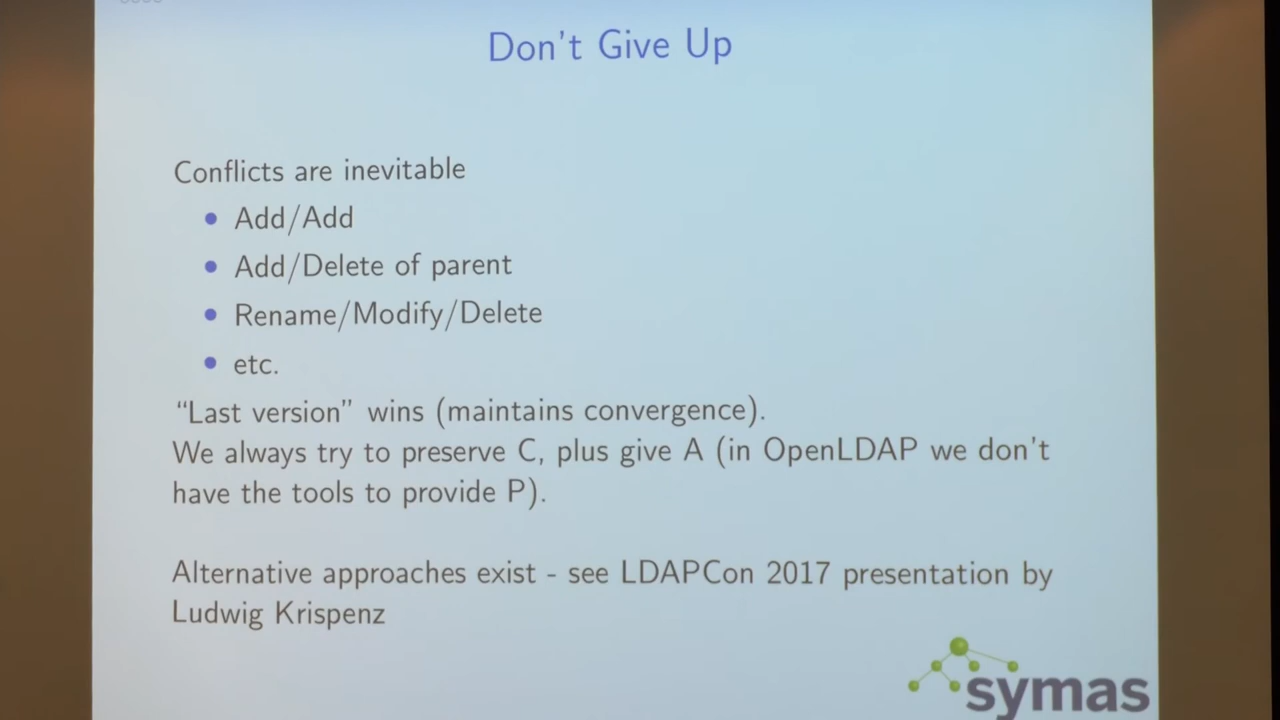 Don't Give Up
Conflicts are inevitable
• Add/Add
• Add/Delete of parent
• Rename/Modify/Delete
• etc.
“Last version” wins (maintains convergence).
We always try to preserve C, plus give A (in OpenLDAP we don't
have the tools to provide P).
Alternative approaches exist - see LDAPCon 2017 presentation by
Ludwig Krispenz
symas